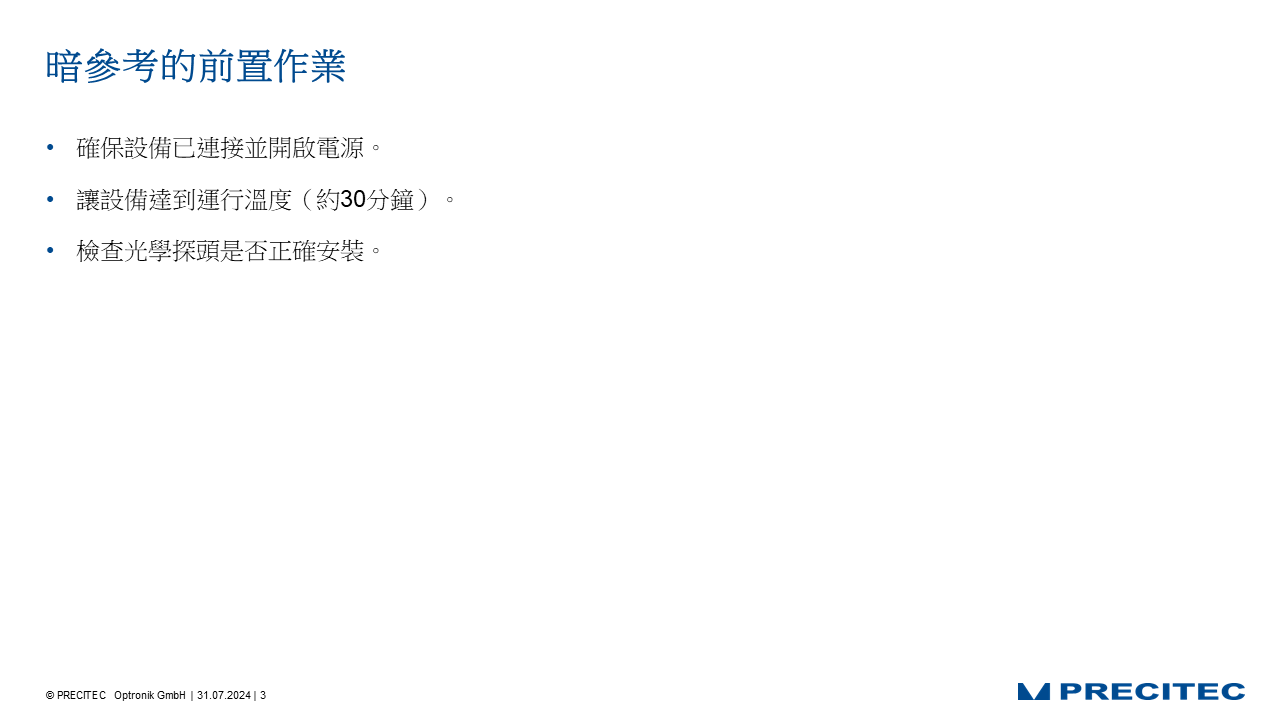 暗參考的前置作業
• 確保設備已連接並開啟電源。
• 讓設備達到運行溫度（約30分鐘）。
• 檢查光學探頭是否正確安裝。
© PRECITEC Optronik GmbH | 31.07.2024 | 3
PRECITEC